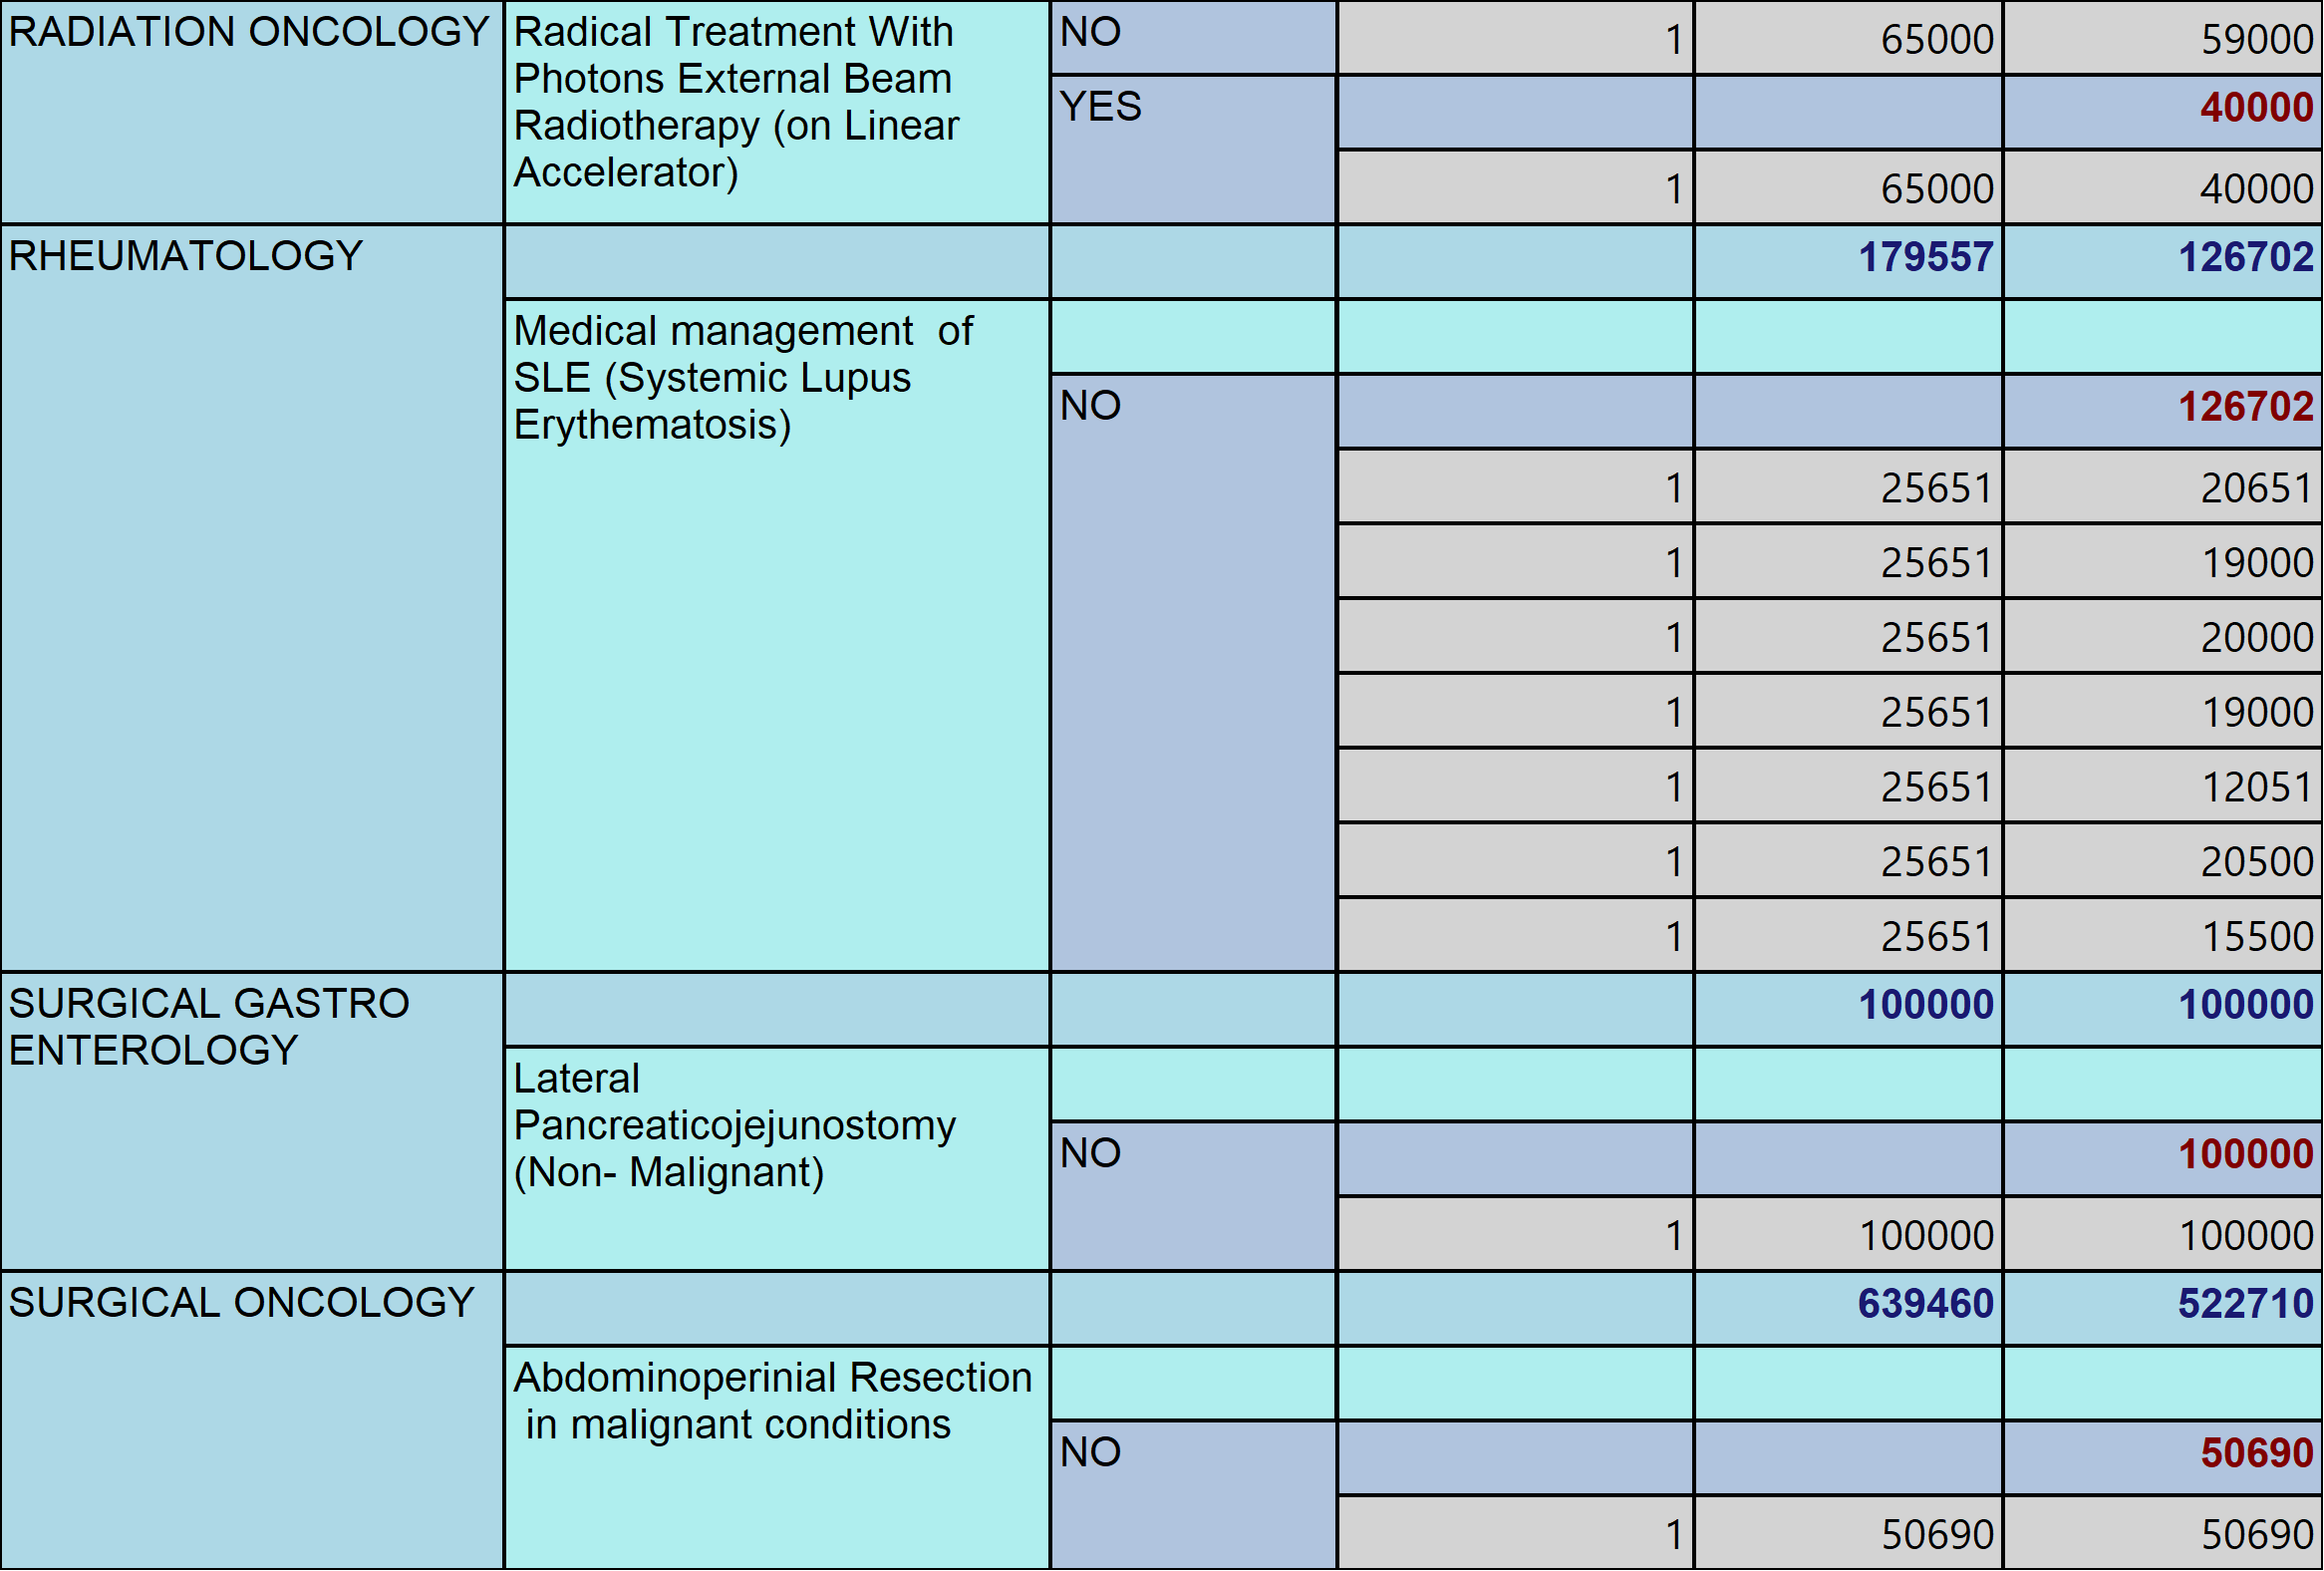 RADIATION ONCOLOGY
Radical Treatment With
Photons External Beam
Radiotherapy (on Linear
Accelerator)
NO
1 65000 59000
YES
40000
1 65000 40000
RHEUMATOLOGY
179557 126702
Medical management  of
SLE (Systemic Lupus
Erythematosis)
NO
126702
1 25651 20651
1 25651 19000
1 25651 20000
1 25651 19000
1 25651 12051
1 25651 20500
1 25651 15500
SURGICAL GASTRO
ENTEROLOGY
100000 100000
Lateral
Pancreaticojejunostomy
(Non- Malignant)
NO
100000
1 100000 100000
SURGICAL ONCOLOGY
639460 522710
Abdominoperinial Resection
in malignant conditions
NO
50690
1 50690 50690